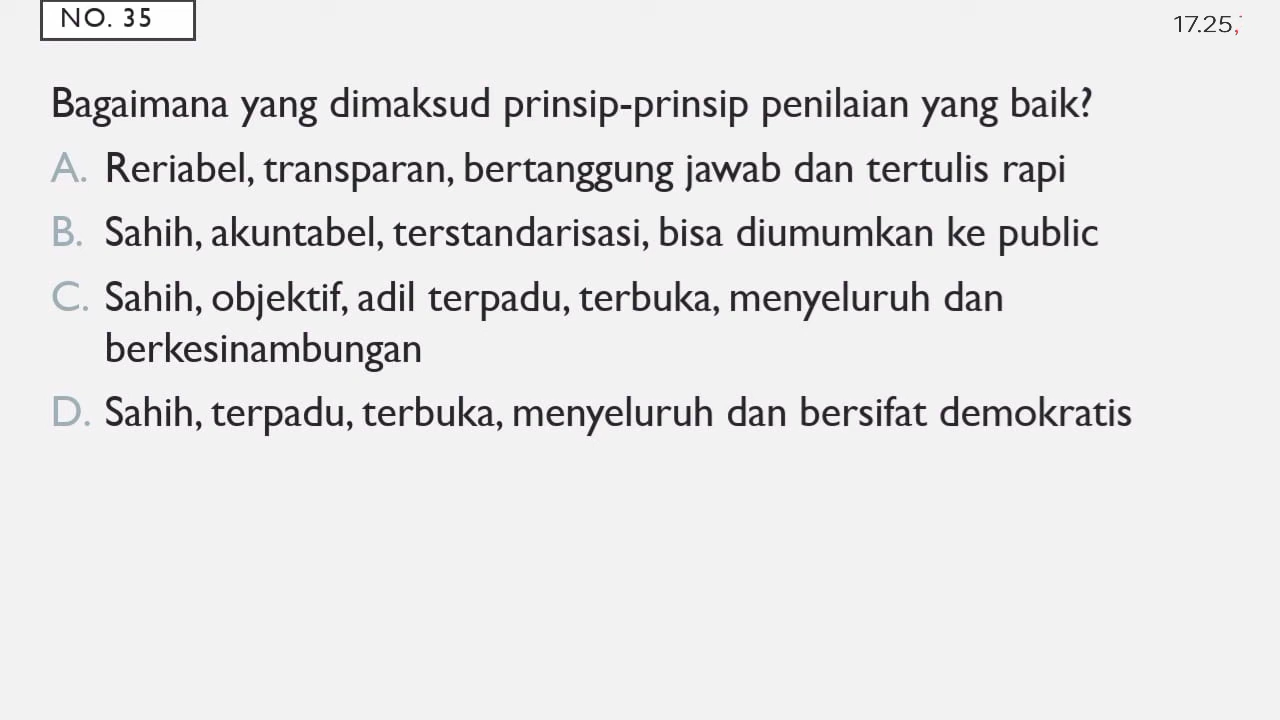 NO. 35
17.25,
Bagaimana yang dimaksud prinsip-prinsip penilaian yang baik?
A. Reriabel, transparan, bertanggung jawab dan tertulis rapi
B. Sahih, akuntabel, terstandarisasi, bisa diumumkan ke public
C. Sahih, objektif, adil terpadu, terbuka, menyeluruh dan
berkesinambungan
D. Sahih, terpadu, terbuka, menyeluruh dan bersifat demokratis